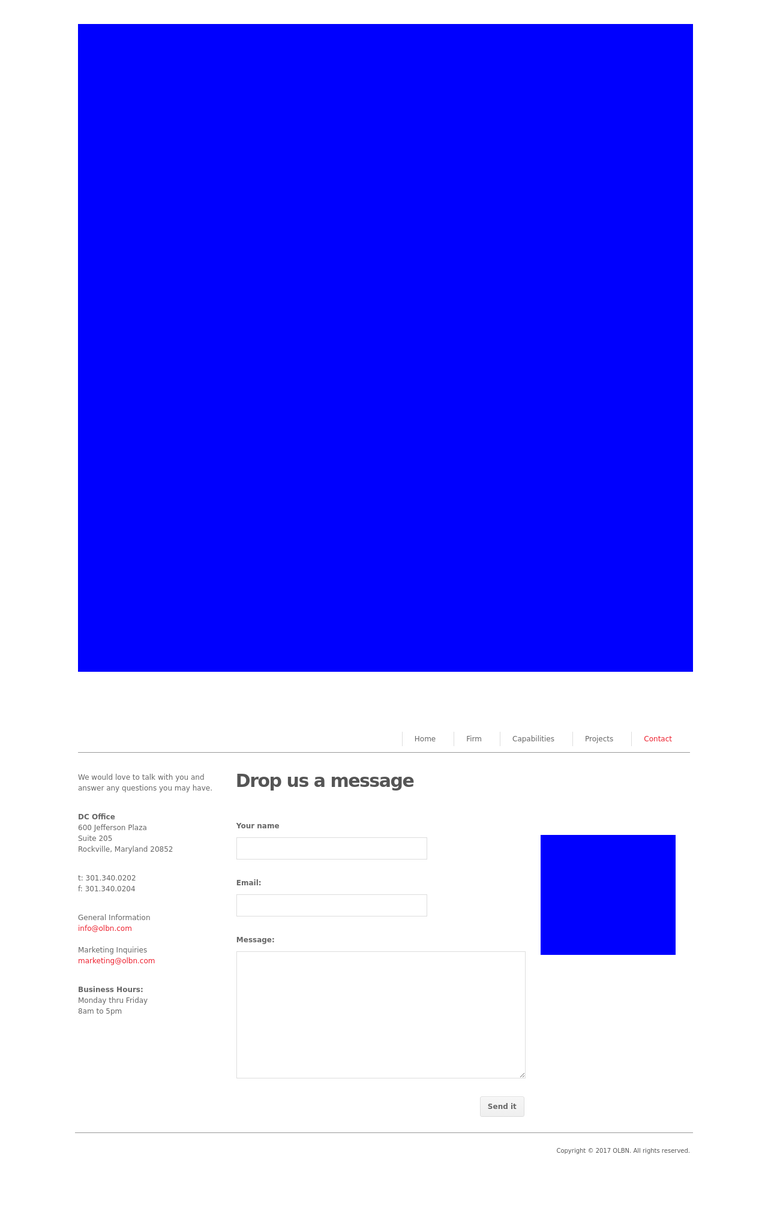 Home
Firm
Capabilities
Projects
Contact
We would love to talk with you and
answer any questions you may have.
DC Office
600 Jefferson Plaza
Suite 205
Rockville, Maryland 20852
t: 301.340.0202
f: 301.340.0204
General Information
info@olbn.com
Marketing Inquiries
marketing@olbn.com
Business Hours:
Monday thru Friday
8am to 5pm
Drop us a message
Your name
Email:
Message:
Send it
Copyright © 2017 OLBN. All rights reserved.